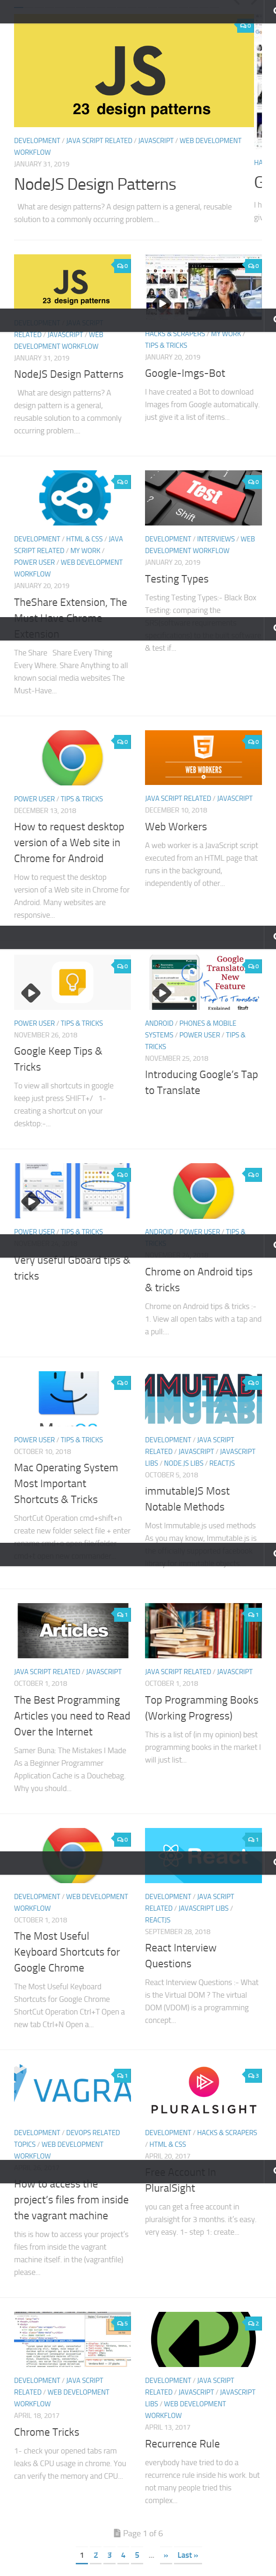 0
JS
23 design patterns
DEVELOPMENT / JAVA SCRIPT RELATED / JAVASCRIPT / WEB DEVELOPMENT
WORKFLOW
JANUARY 31, 2019
NodeJS Design Patterns
What are design patterns? A design pattern is a general, reusable
solution to a commonly occurring problem...
HA
G
I h
giv
0
JS
23 design patterns
RELATED / JAVASCRIPT / WEB
DEVELOPMENT WORKFLOW
JANUARY 31, 2019
NodeJS Design Patterns
What are design patterns? A
design pattern is a general,
reusable solution to a commonly
occurring problem....
0
HACKS & SCRAPERS / MY WORK /
TIPS & TRICKS
JANUARY 20, 2019
Google-Imgs-Bot
I have created a Bot to Download
Images from Google automatically
just give it a list of items...
0
DEVELOPMENT / HTML & CSS / JAVA
SCRIPT RELATED / MY WORK /
POWER USER / WEB DEVELOPMENT
WORKFLOW
JANUARY 20, 2019
TheShare Extension, The
Must Have Chrome
Extension
The Share Share Every Thing
Every Where. Share Anything to all
known social media websites The
Must-Have...
0
Test
Shift
DEVELOPMENT / INTERVIEWS / WEB
DEVELOPMENT WORKFLOW
JANUARY 20, 2019
Testing Types
Testing Testing Types:- Black Box
Testing: comparing the
& test if...
0
POWER USER / TIPS & TRICKS
DECEMBER 13, 2018
How to request desktop
version of a Web site in
Chrome for Android
How to request the desktop
version of a Web site in Chrome for
Android. Many websites are
responsive...
0
WEB WORKERS
JAVA SCRIPT RELATED / JAVASCRIPT
DECEMBER 10, 2018
Web Workers
A web worker is a JavaScript script
executed from an HTML page that
runs in the background,
independently of other...
0
POWER USER / TIPS & TRICKS
NOVEMBER 26, 2018
Google Keep Tips &
Tricks
To view all shortcuts in google
keep just press SHIFT+/ 1-
creating a shortcut on your
desktop -...
0
Google
Translator
New
Feature
Tap To Translate
Explained
ANDROID / PHONES & MOBILE
SYSTEMS / POWER USER / TIPS &
TRICKS
NOVEMBER 25, 2018
Introducing Google's Tap
to Translate
0
POWER USER / TIPS & TRICKS
Very useful Gboard tips &
tricks
0
ANDROID / POWER USER / TIPS &
Chrome on Android tips
& tricks
Chrome on Android tips & tricks -
1. View all open tabs with a tap and
a pull:...
0
POWER USER / TIPS & TRICKS
OCTOBER 10, 2018
Mac Operating System
Most Important
Shortcuts & Tricks
ShortCut Operation cmd+shift+n
create new folder select file + enter
0
IMMUTABLE
DEVELOPMENT / JAVA SCRIPT
RELATED / JAVASCRIPT / JAVASCRIPT
LIBS / NODE JS LIBS / REACTJS
OCTOBER 5, 2018
immutableJS Most
Notable Methods
Most Immutable.js used methods
As you may know, Immutable.js is
1
Articles
JAVA SCRIPT RELATED / JAVASCRIPT
OCTOBER 1, 2018
The Best Programming
Articles you need to Read
Over the Internet
Samer Buna: The Mistakes I Made
As a Beginner Programmer
Application Cache is a Douchebag
Why you should...
1
JAVA SCRIPT RELATED / JAVASCRIPT
OCTOBER 1, 2018
Top Programming Books
(Working Progress)
This is a list of (in my opinion) best
programming books in the market I
will just list...
0
DEVELOPMENT / WEB DEVELOPMENT
WORKFLOW
OCTOBER 1, 2018
The Most Useful
Keyboard Shortcuts for
Google Chrome
The Most Useful Keyboard
Shortcuts for Google Chrome
ShortCut Operation Ctrl+T Open a
new tab Ctrl+N Open a...
1
React
DEVELOPMENT / JAVA SCRIPT
RELATED / JAVASCRIPT LIBS /
REACTJS
SEPTEMBER 28, 2018
React Interview
Questions
React Interview Questions :- What
is the Virtual DOM ? The virtual
DOM (VDOM) is a programming
concept...
1
VAGRA
DEVELOPMENT / DEVOPS RELATED
TOPICS / WEB DEVELOPMENT
WORKFLOW
How to access the
project's files from inside
the vagrant machine
this is how to access your project's
files from inside the vagrant
machine itself. in the (vagrantfile)
please...
3
PLURALSIGHT
DEVELOPMENT / HACKS & SCRAPERS
/ HTML & CSS
APRIL 20, 2017
Free Account in
PluralSight
you can get a free account in
pluralsight for 3 months. it's easy
very easy. 1- step 1: create...
5
DEVELOPMENT / JAVA SCRIPT
RELATED / WEB DEVELOPMENT
WORKFLOW
APRIL 18, 2017
Chrome Tricks
1- check your opened tabs ram
leaks & CPU usage in chrome. You
can verify the memory and CPU...
2
DEVELOPMENT / JAVA SCRIPT
RELATED / JAVASCRIPT / JAVASCRIPT
LIBS / WEB DEVELOPMENT
WORKFLOW
APRIL 13, 2017
Recurrence Rule
everybody have tried to do a
recurrence rule inside his work. but
not many people tried this
complex...
Page 1 of 6
1 2 3 4 5 ... » Last »